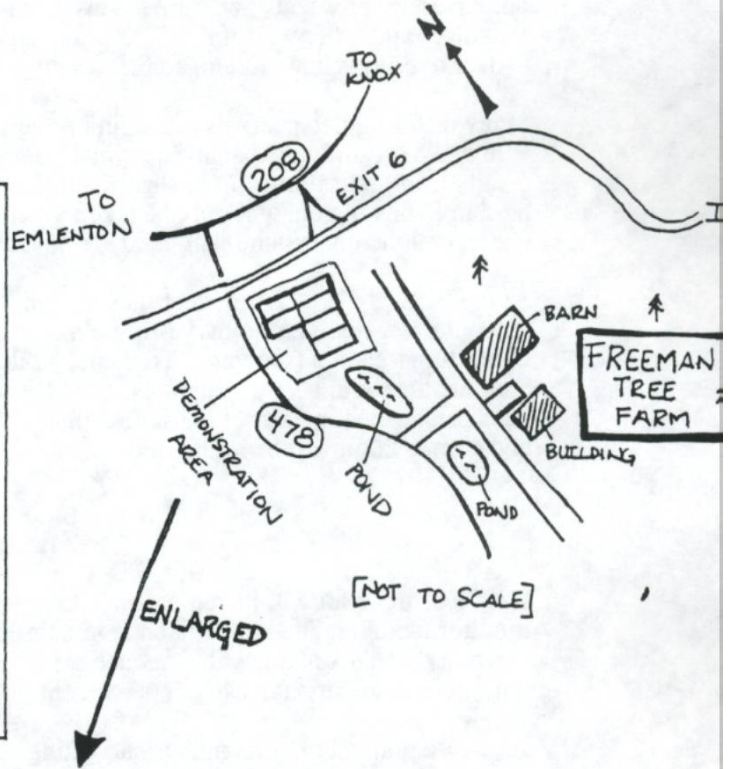 N
TO
KNOX
208
EXIT 6
TO
EMLENTON
I
BARN
FREEMAN
TREE
FARM
DEMONSTRATION
AREA
478
POND
BUILDING
POND
[NOT TO SCALE]
ENLARGED